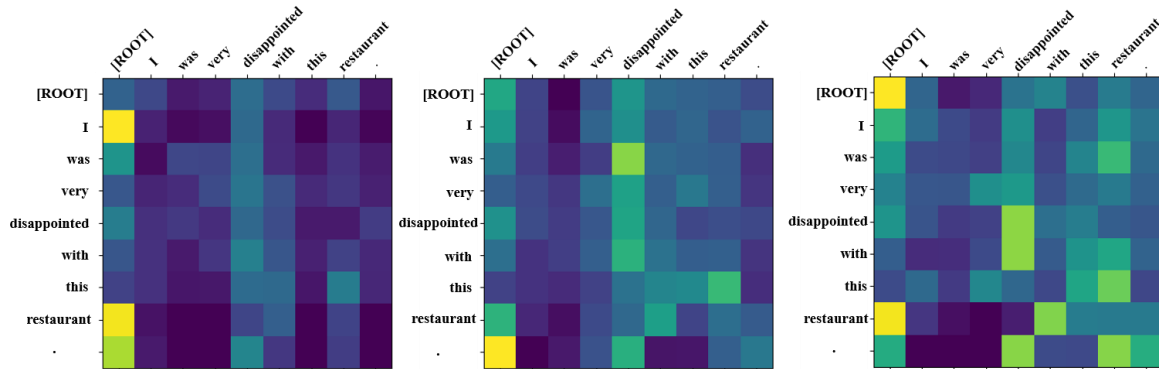 [ROOT] I was very disappointed with this restaurant .
[ROOT] I was very disappointed with this restaurant .
[ROOT] I was very disappointed with this restaurant .
[ROOT]
I
was
very
disappointed
with
this
restaurant
.
[ROOT]
I
was
very
disappointed
with
this
restaurant
.
[ROOT]
I
was
very
disappointed
with
this
restaurant
.